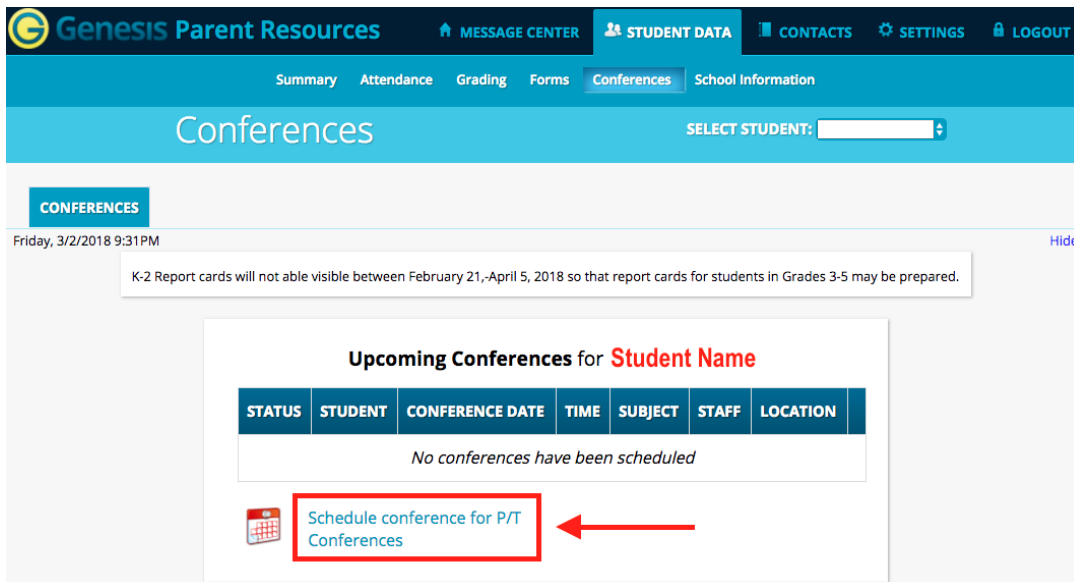 Genesis Parent Resources MESSAGE CENTER STUDENT DATA CONTACTS SETTINGS LOGOUT
Summary Attendance Grading Forms Conferences School Information
Conferences SELECT STUDENT:
CONFERENCES
Friday, 3/2/2018 9:31PM Hide
K-2 Report cards will not able visible between February 21,-April 5, 2018 so that report cards for students in Grades 3-5 may be prepared.
Upcoming Conferences for Student Name
STATUS STUDENT CONFERENCE DATE TIME SUBJECT STAFF LOCATION
No conferences have been scheduled
Schedule conference for P/T
Conferences